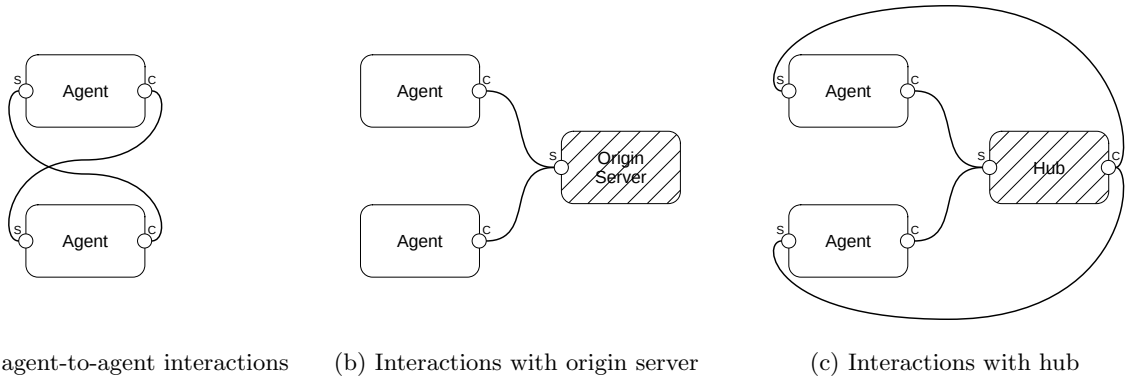 S Agent C
S Agent C
agent-to-agent interactions
Agent C
S Origin
Server
Agent C
(b) Interactions with origin server
S Agent C
S Hub C
S Agent C
(c) Interactions with hub